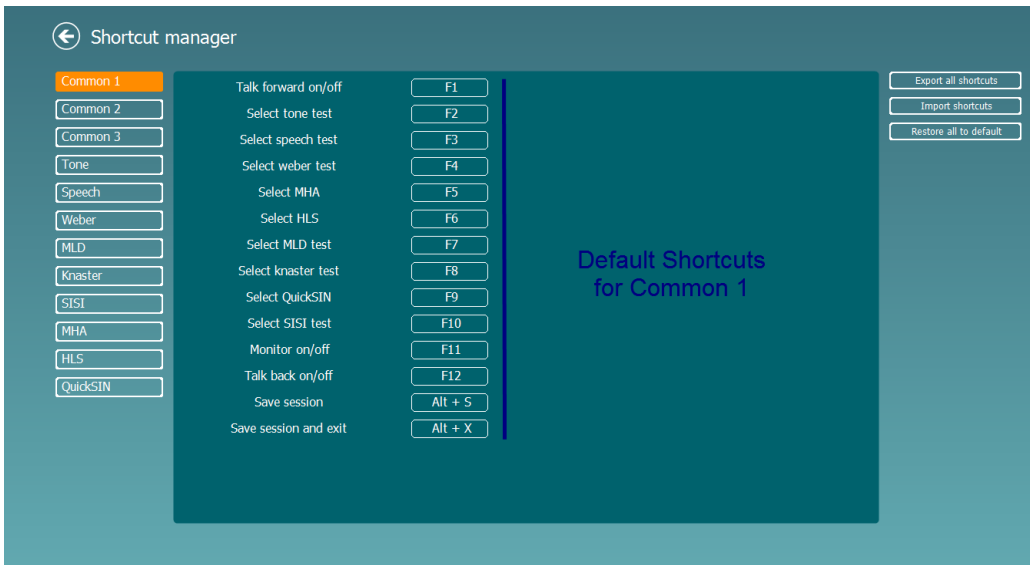 Shortcut manager
Common 1
Common 2
Common 3
Tone
Speech
Weber
MLD
Knaster
SISI
MHA
HLS
QuickSIN
Talk forward on/off F1
Select tone test F2
Select speech test F3
Select weber test F4
Select MHA F5
Select HLS F6
Select MLD test F7
Select knaster test F8
Select QuickSIN F9
Select SISI test F10
Monitor on/off F11
Talk back on/off F12
Save session Alt + S
Save session and exit Alt + X
Default Shortcuts
for Common 1
Export all shortcuts
Import shortcuts
Restore all to default